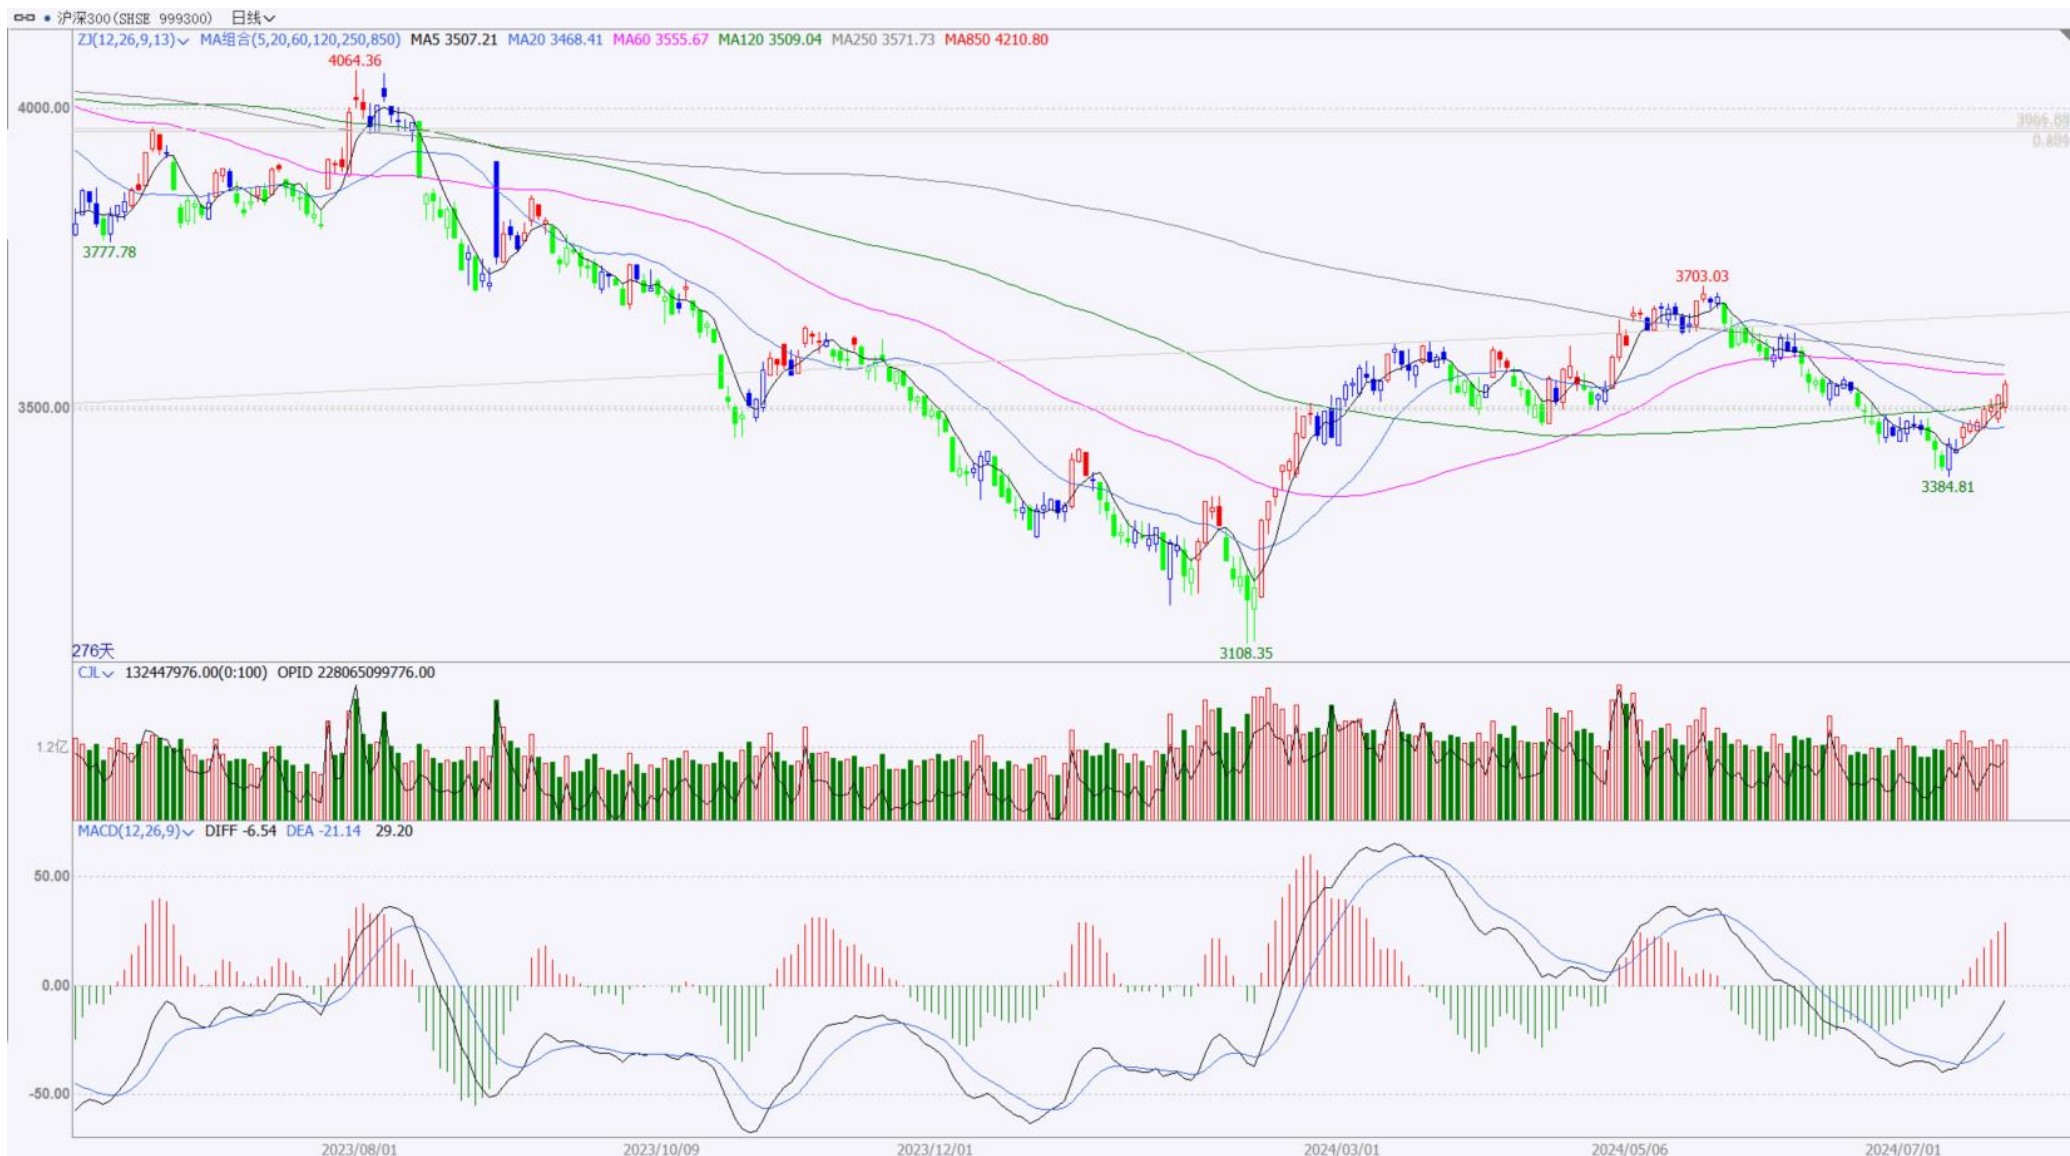 沪深300(SHSE 999300) 日线
ZJ(12,26,9,13) MA组合(5,20,60,120,250,850) MA5 3507.21 MA20 3468.41 MA60 3555.67 MA120 3509.04 MA250 3571.73 MA850 4210.80
4064.36
4000.00
3777.78
3703.03
3500.00
3384.81
276天
3108.35
CJL 132447976.00(0:100) OPID 228065099776.00
1.2亿
MACD(12,26,9) DIFF -6.54 DEA -21.14 29.20
50.00
0.00
-50.00
2023/08/01 2023/10/09 2023/12/01 2024/03/01 2024/05/06 2024/07/01